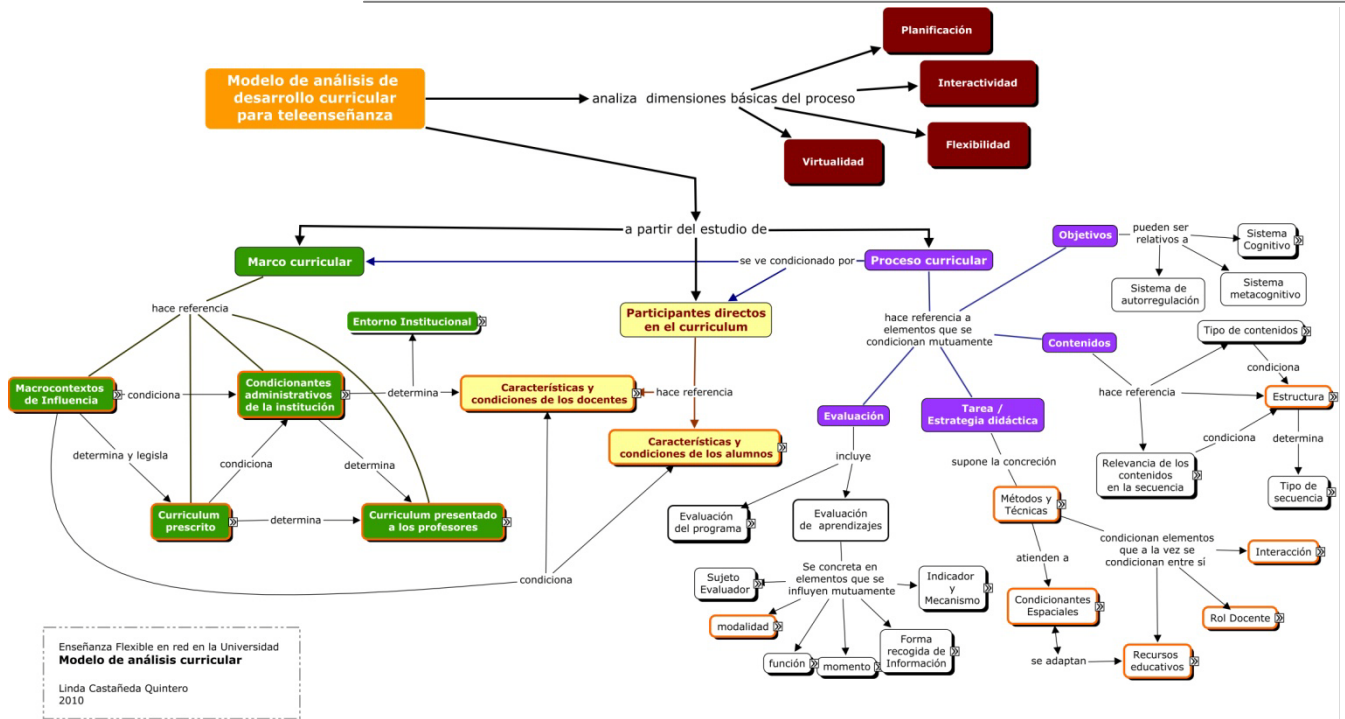 Modelo de análisis de
desarrollo curricular
para teleenseñanza
analiza dimensiones básicas del proceso
Planificación
Interactividad
Flexibilidad
Virtualidad
a partir del estudio de
Marco curricular
se ve condicionado por
Proceso curricular
Participantes directos
en el curriculum
hace referencia
Macrocontextos
de Influencia
condiciona
Condicionantes
administrativos
de la institución
determina
Entorno Institucional
Características y
condiciones de los docentes
hace referencia
Características y
condiciones de los alumnos
determina y legisla
condiciona
determina
Curriculum
prescrito
determina
Curriculum presentado
a los profesores
condiciona
hace referencia a
elementos que se
condicionan mutuamente
Objetivos
pueden ser
relativos a
Sistema
Cognitivo
Sistema de
autorregulación
Sistema
metacognitivo
Contenidos
hace referencia
Tipo de contenidos
condiciona
Estructura
condiciona
determina
Relevancia de los
contenidos
en la secuencia
Tipo de
secuencia
Evaluación
incluye
Evaluación
del programa
Evaluación
de aprendizajes
Se concreta en
elementos que se
influyen mutuamente
Sujeto
Evaluador
modalidad
función
momento
Forma
recogida de
Información
Indicador
y
Mecanismo
Tarea /
Estrategia didáctica
supone la concreción
Métodos y
Técnicas
atienden a
Condicionantes
Espaciales
se adaptan
condicionan elementos
que a la vez se
condicionan entre sí
Interacción
Rol Docente
Recursos
educativos
Enseñanza Flexible en red en la Universidad
Modelo de análisis curricular
Linda Castañeda Quintero
2010